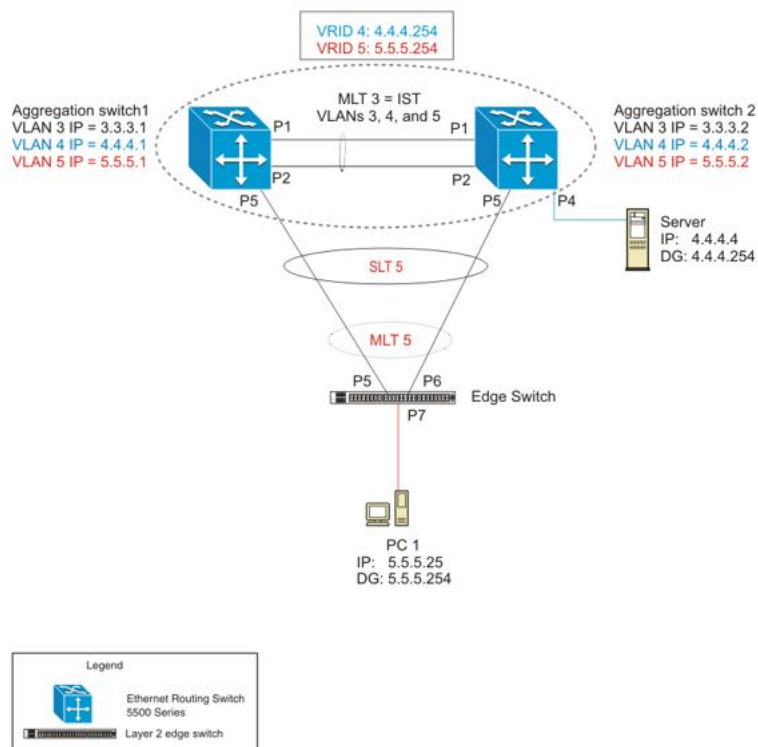 VRID 4: 4.4.4.254
VRID 5: 5.5.5.254
MLT 3 = IST
VLANs 3, 4, and 5
Aggregation switch1
VLAN 3 IP = 3.3.3.1
VLAN 4 IP = 4.4.4.1
VLAN 5 IP = 5.5.5.1
P1
P1
P2
P2
P5
P5
P4
Aggregation switch 2
VLAN 3 IP = 3.3.3.2
VLAN 4 IP = 4.4.4.2
VLAN 5 IP = 5.5.5.2
Server
IP: 4.4.4.4
DG: 4.4.4.254
SLT 5
MLT 5
P5
P6
Edge Switch
P7
PC 1
IP: 5.5.5.25
DG: 5.5.5.254
Legend
Ethernet Routing Switch
5500 Series
Layer 2 edge switch